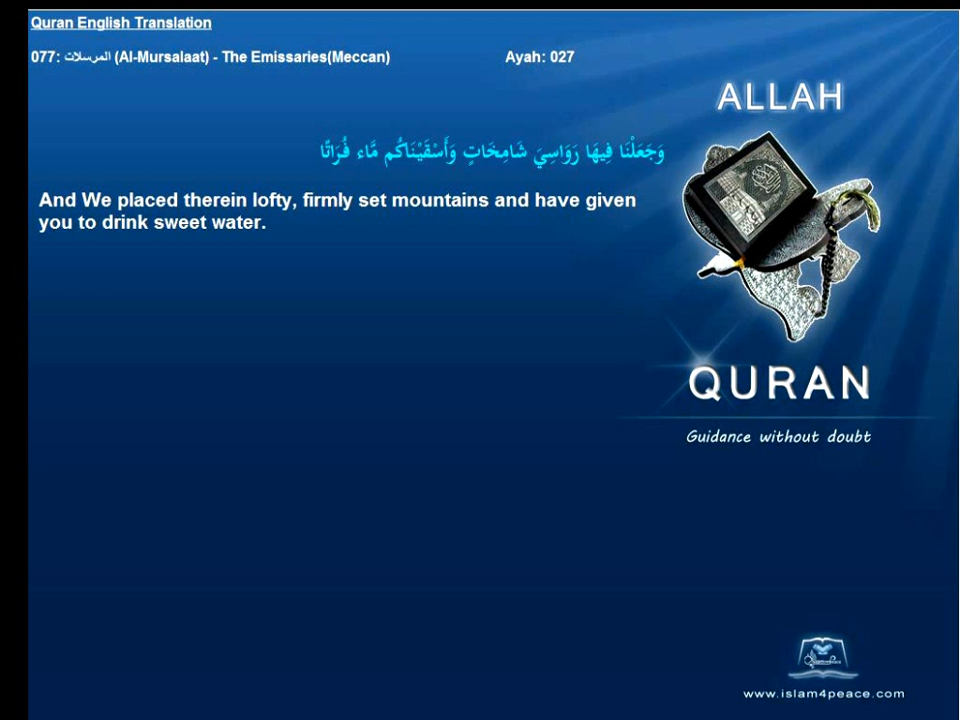 Quran English Translation
077: المرسلات (Al-Mursalaat) - The Emissaries(Meccan) Ayah: 027
ALLAH
وَجَعَلْنَا فِيهَا رَوَاسِيَ شَامِخَاتٍ وَأَسْقَيْنَاكُم مَّاء فُرَاتًا
And We placed therein lofty, firmly set mountains and have given
you to drink sweet water.
QURAN
Guidance without doubt
www.islam4peace.com